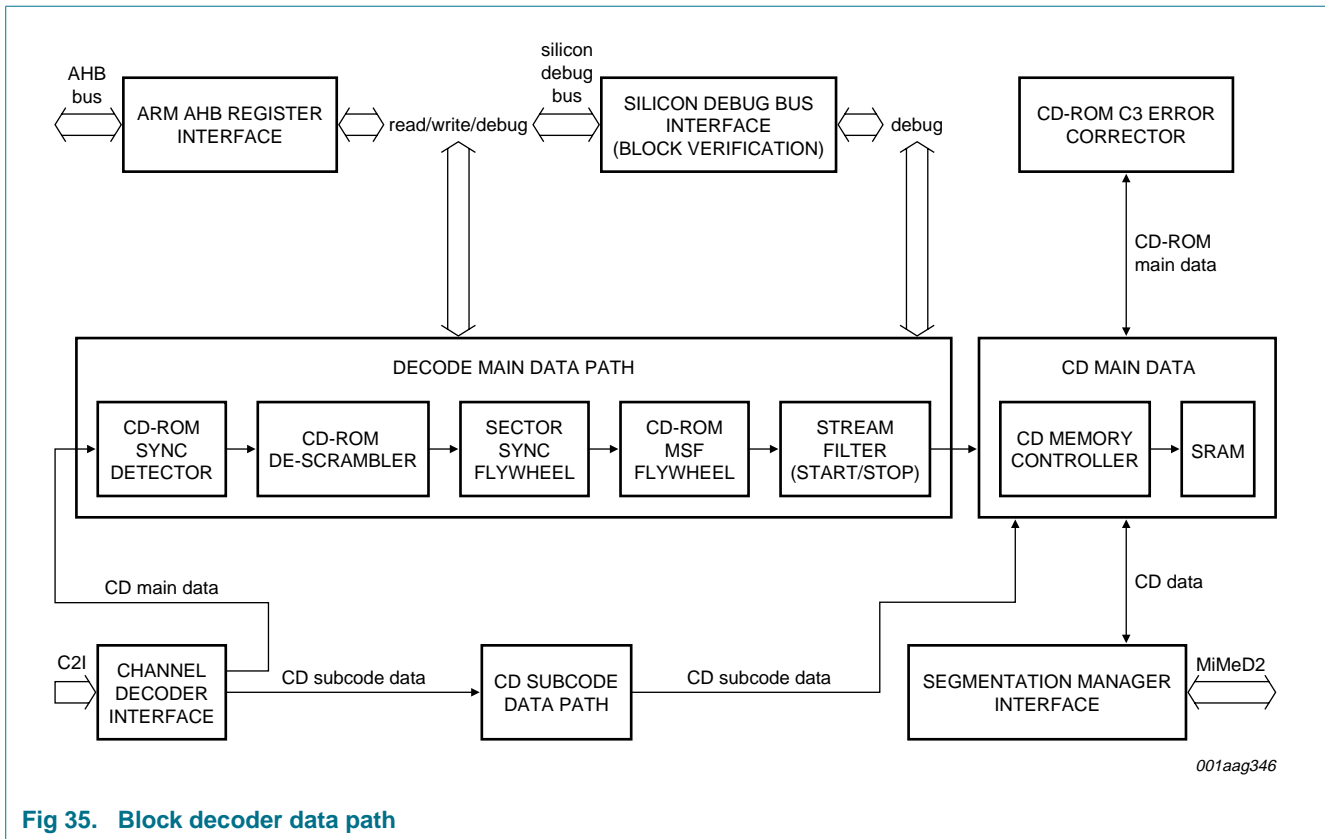 AHB
bus
ARM AHB REGISTER
INTERFACE
read/write/debug
silicon
debug
bus
SILICON DEBUG BUS
INTERFACE
(BLOCK VERIFICATION)
debug
CD-ROM C3 ERROR
CORRECTOR
CD-ROM
main data
DECODE MAIN DATA PATH
CD-ROM
SYNC
DETECTOR
CD-ROM
DE-SCRAMBLER
SECTOR
SYNC
FLYWHEEL
CD-ROM
MSF
FLYWHEEL
STREAM
FILTER
(START/STOP)
CD MAIN DATA
CD MEMORY
CONTROLLER
SRAM
CD main data
CD data
C2I
CHANNEL
DECODER
INTERFACE
CD subcode data
CD SUBCODE
DATA PATH
CD subcode data
SEGMENTATION MANAGER
INTERFACE
MiMeD2
001aag346
Fig 35. Block decoder data path